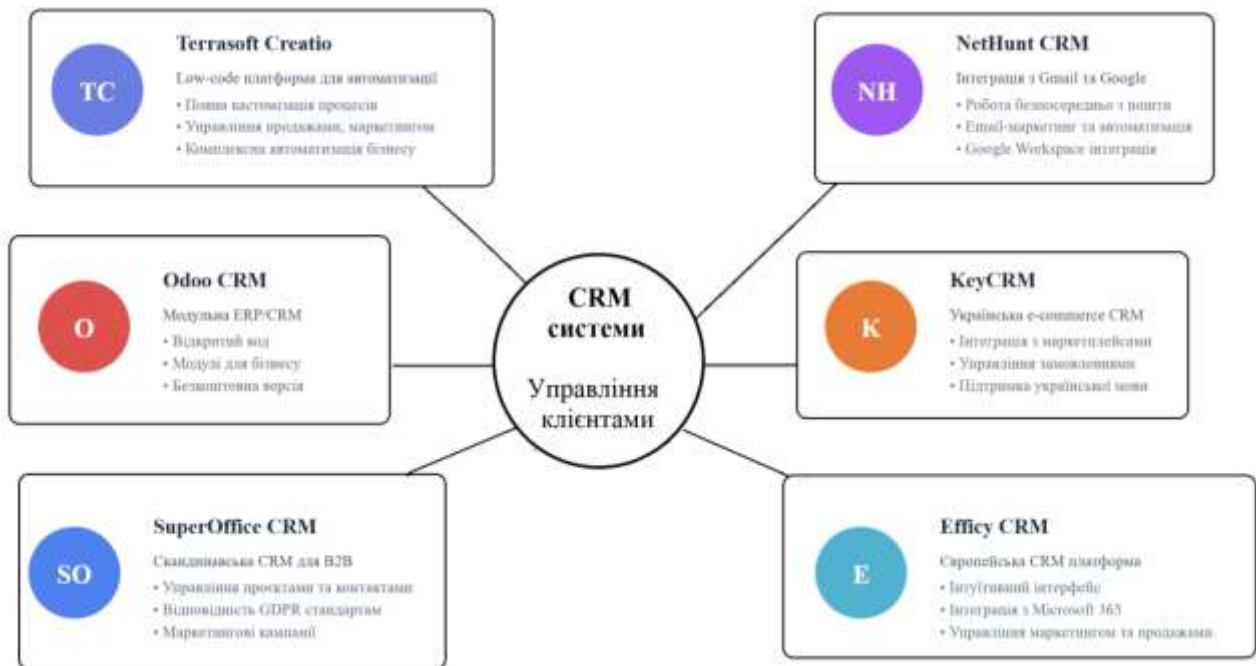 TC
Terrasoft Creatio
Low-code платформа для автоматизації
• Повна кастомізація процесів
• Управління продажами, маркетингом
• Комплексна автоматизація бізнесу
NH
NetHunt CRM
Інтеграція з Gmail та Google
• Робота безпосередньо з пошти
• Email-маркетинг та автоматизація
• Google Workspace інтеграція
O
Odoo CRM
Модульна ERP/CRM
• Відкритий код
• Модулі для бізнесу
• Безкоштовна версія
CRM
системи
Управління
клієнтами
K
KeyCRM
Українська e-commerce CRM
• Інтеграція з маркетплейсами
• Управління замовленнями
• Підтримка української мови
SO
SuperOffice CRM
Скандинавська CRM для B2B
• Управління проєктами та контактами
• Відповідність GDPR стандартам
• Маркетингові кампанії
E
Efficy CRM
Європейська CRM платформа
• Інтуїтивний інтерфейс
• Інтеграція з Microsoft 365
• Управління маркетингом та продажами